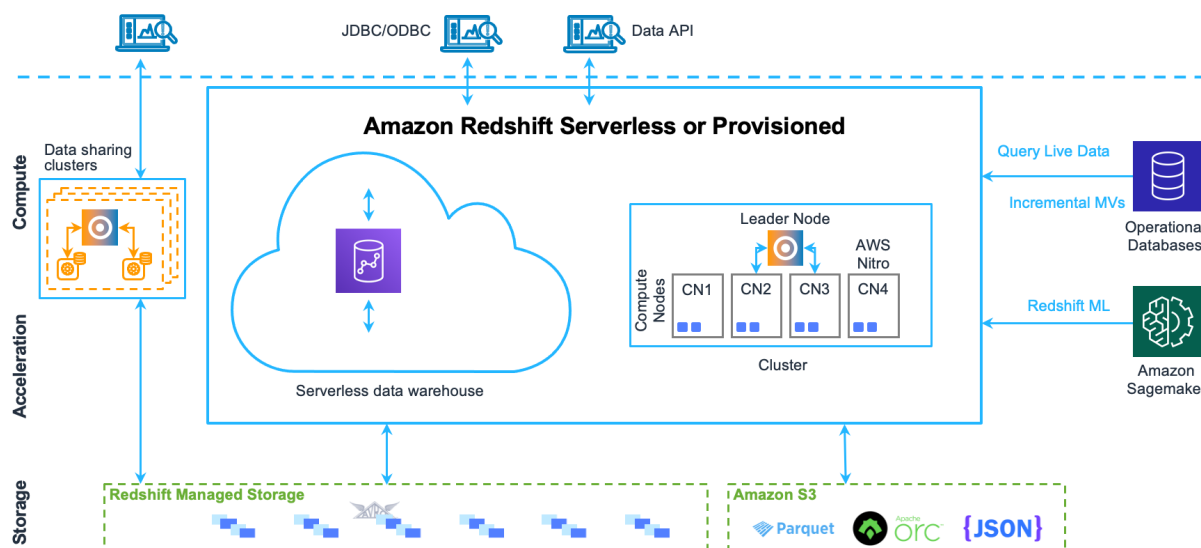 JDBC/ODBC
Data API
Amazon Redshift Serverless or Provisioned
Compute
Data sharing
clusters
Query Live Data
Incremental MVs
Operationa
Databases
Leader Node
AWS
Nitro
Compute
Nodes
CN1
CN2
CN3
CN4
Cluster
Serverless data warehouse
Redshift ML
Amazon
Sagemake
Acceleration
Storage
Redshift Managed Storage
Amazon S3
Parquet
Apache
orc
{JSON}